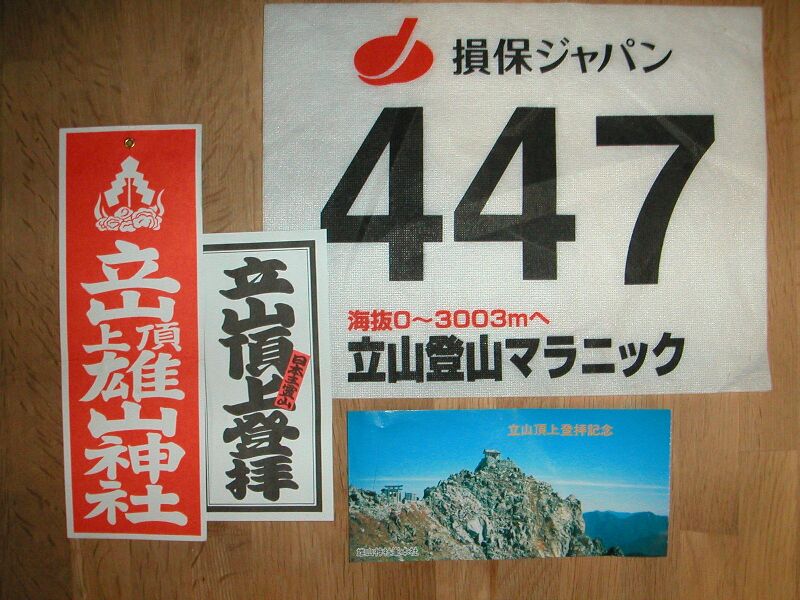 損保ジャパン
447
海抜0～3003mへ
立山登山マラニック
立山頂上雄山神社
立山頂上登拝
日本三霊山
立山頂上登拝記念